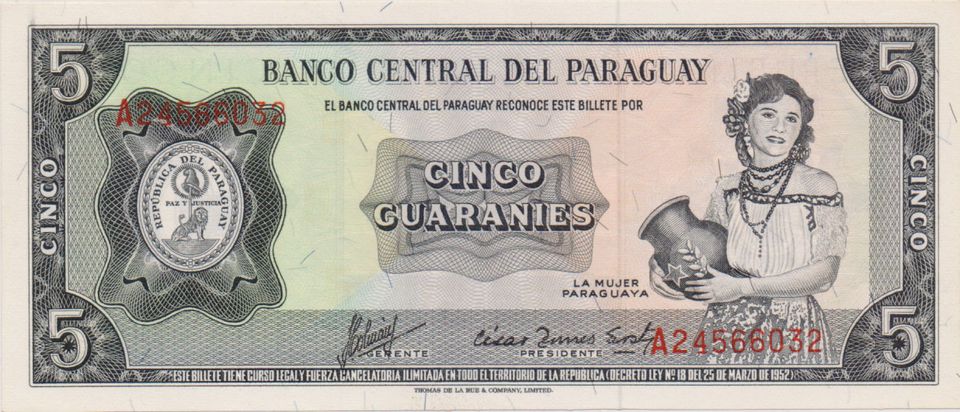 5
5
BANCO CENTRAL DEL PARAGUAY
EL BANCO CENTRAL DEL PARAGUAY RECONOCE ESTE BILLETE POR
A24566032
CINCO
CINCO
REPÚBLICA DEL PARAGUAY
PAZ Y JUSTICIA
CINCO
GUARANIES
LA MUJER
PARAGUAYA
GERENTE
PRESIDENTE
A24566032
5
5
ESTE BILLETE TIENE CURSO LEGAL Y FUERZA CANCELATORIA ILIMITADA EN TODO EL TERRITORIO DE LA REPUBLICA (DECRETO LEY Nº 18 DEL 25 DE MARZO DE 1952)
THOMAS DE LA RUE & COMPANY, LIMITED.